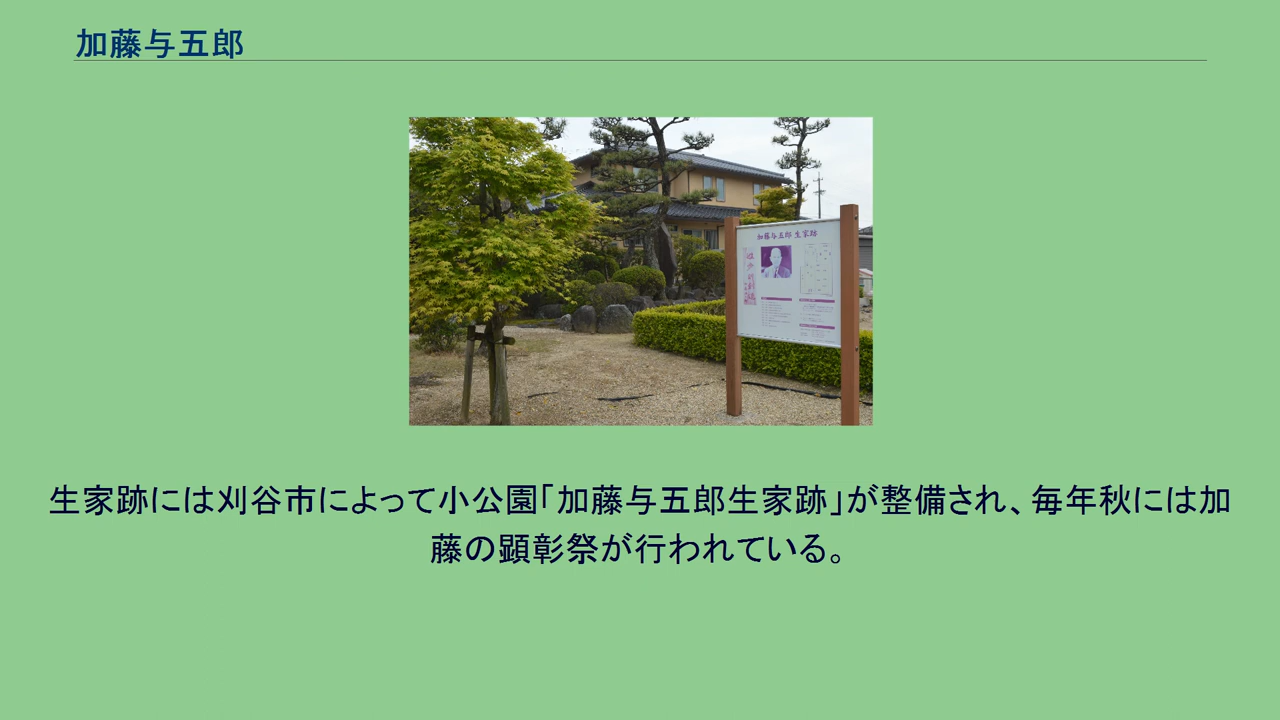 加藤与五郎
加藤与五郎 生家跡
生家跡には刈谷市によって小公園「加藤与五郎生家跡」が整備され、毎年秋には加
藤の顕彰祭が行われている。